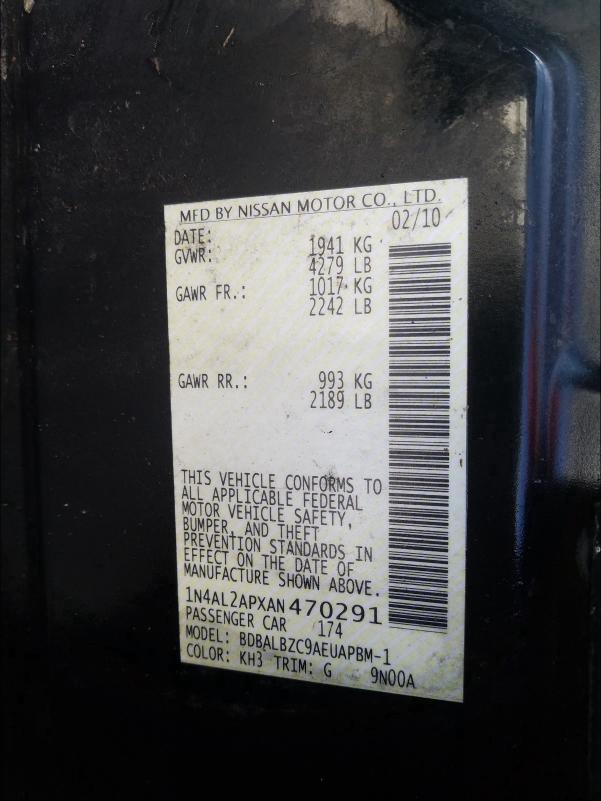 MFD BY NISSAN MOTOR CO., LTD.
DATE: 02/10
GVWR: 1941 KG
4279 LB
GAWR FR.: 1017 KG
2242 LB
GAWR RR.: 993 KG
2189 LB
THIS VEHICLE CONFORMS TO
ALL APPLICABLE FEDERAL
MOTOR VEHICLE SAFETY,
BUMPER, AND THEFT
PREVENTION STANDARDS IN
EFFECT ON THE DATE OF
MANUFACTURE SHOWN ABOVE.
1N4AL2APXAN470291
PASSENGER CAR 174
MODEL: BDBALBZC9AEUAPBM-1
COLOR: KH3 TRIM: G 9N00A